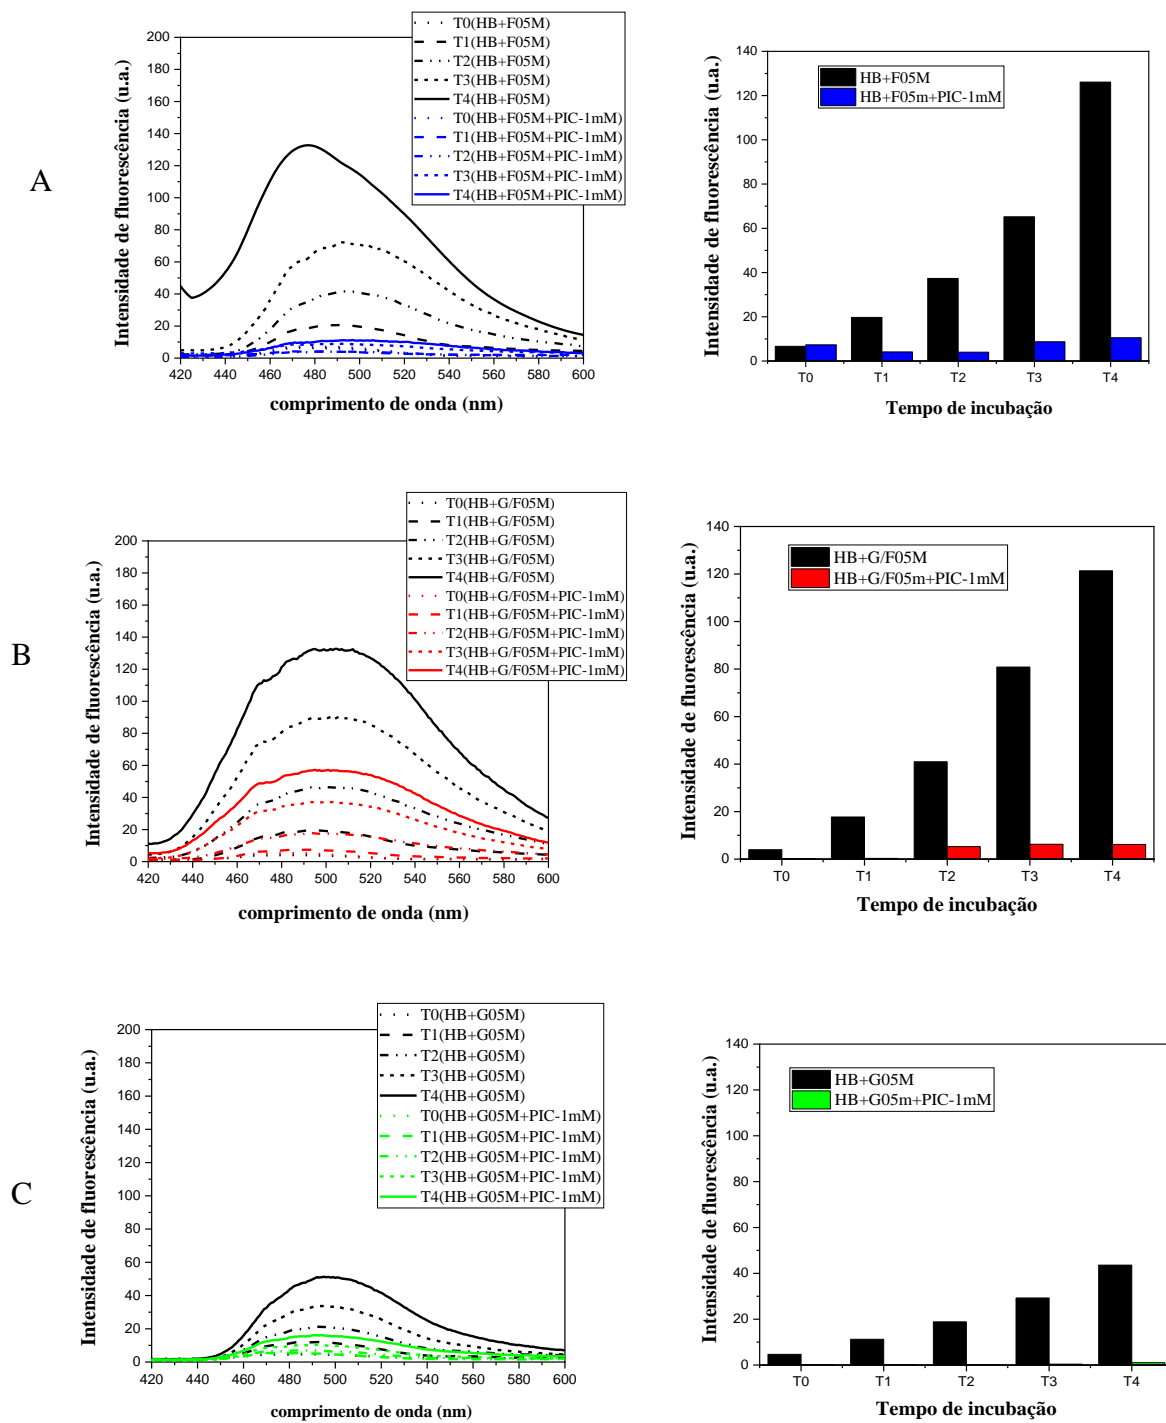 A
Intensidade de fluorescência (u.a.)
200
180
160
140
120
100
80
60
40
20
0
420 440 460 480 500 520 540 560 580 600
comprimento de onda (nm)
T0(HB+F05M)
T1(HB+F05M)
T2(HB+F05M)
T3(HB+F05M)
T4(HB+F05M)
T0(HB+F05M+PIC-1mM)
T1(HB+F05M+PIC-1mM)
T2(HB+F05M+PIC-1mM)
T3(HB+F05M+PIC-1mM)
T4(HB+F05M+PIC-1mM)
Intensidade de fluorescência (u.a.)
140
120
100
80
60
40
20
0
T0 T1 T2 T3 T4
Tempo de incubação
HB+F05M
HB+F05m+PIC-1mM
B
Intensidade de fluorescência (u.a.)
200
180
160
140
120
100
80
60
40
20
0
420 440 460 480 500 520 540 560 580 600
comprimento de onda (nm)
T0(HB+G/F05M)
T1(HB+G/F05M)
T2(HB+G/F05M)
T3(HB+G/F05M)
T4(HB+G/F05M)
T0(HB+G/F05M+PIC-1mM)
T1(HB+G/F05M+PIC-1mM)
T2(HB+G/F05M+PIC-1mM)
T3(HB+G/F05M+PIC-1mM)
T4(HB+G/F05M+PIC-1mM)
Intensidade de fluorescência (u.a.)
140
120
100
80
60
40
20
0
T0 T1 T2 T3 T4
Tempo de incubação
HB+G/F05M
HB+G/F05m+PIC-1mM
C
Intensidade de fluorescência (u.a.)
200
180
160
140
120
100
80
60
40
20
0
420 440 460 480 500 520 540 560 580 600
comprimento de onda (nm)
T0(HB+G05M)
T1(HB+G05M)
T2(HB+G05M)
T3(HB+G05M)
T4(HB+G05M)
T0(HB+G05M+PIC-1mM)
T1(HB+G05M+PIC-1mM)
T2(HB+G05M+PIC-1mM)
T3(HB+G05M+PIC-1mM)
T4(HB+G05M+PIC-1mM)
Intensidade de fluorescência (u.a.)
140
120
100
80
60
40
20
0
T0 T1 T2 T3 T4
Tempo de incubação
HB+G05M
HB+G05m+PIC-1mM